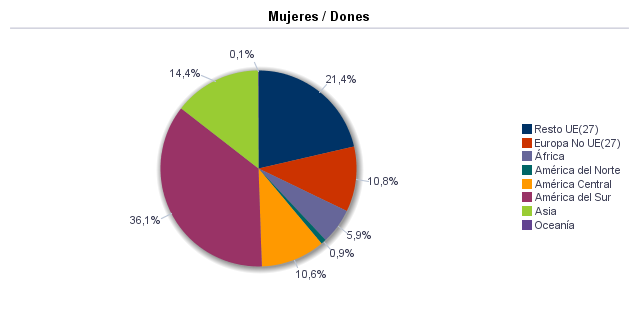 Mujeres / Dones
0,1%
14,4%
21,4%
10,8%
36,1%
5,9%
0,9%
10,6%
Resto UE(27)
Europa No UE(27)
África
América del Norte
América Central
América del Sur
Asia
Oceanía